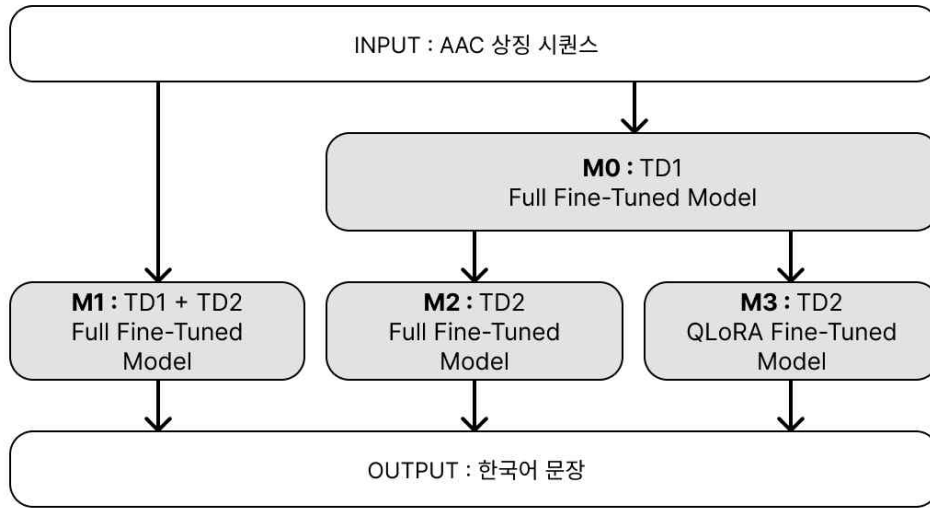 INPUT : AAC 상징 시퀀스
M0 : TD1
Full Fine-Tuned Model
M1 : TD1 + TD2
Full Fine-Tuned
Model
M2 : TD2
Full Fine-Tuned
Model
M3 : TD2
QLoRA Fine-Tuned
Model
OUTPUT : 한국어 문장